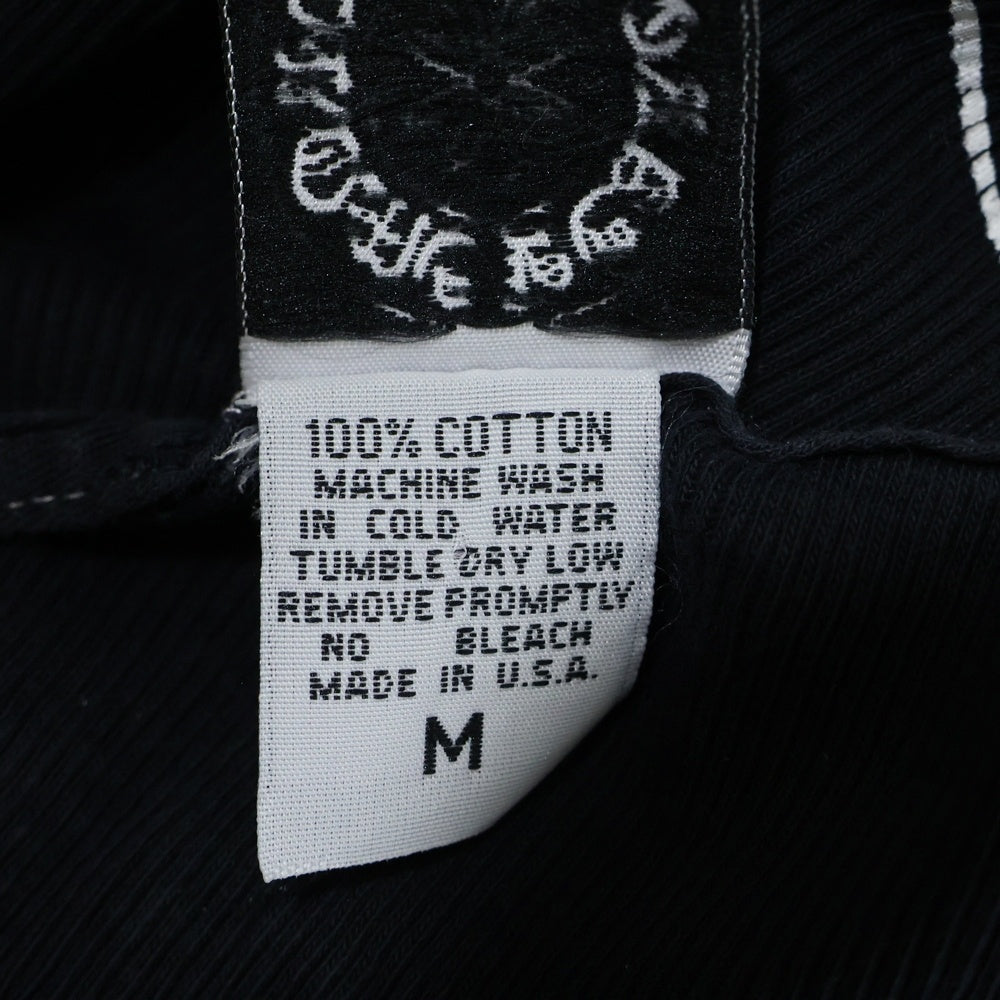 100% COTTON
MACHINE WASH
IN COLD WATER
TUMBLE DRY LOW
REMOVE PROMPTLY
NO BLEACH
MADE IN U.S.A.
M